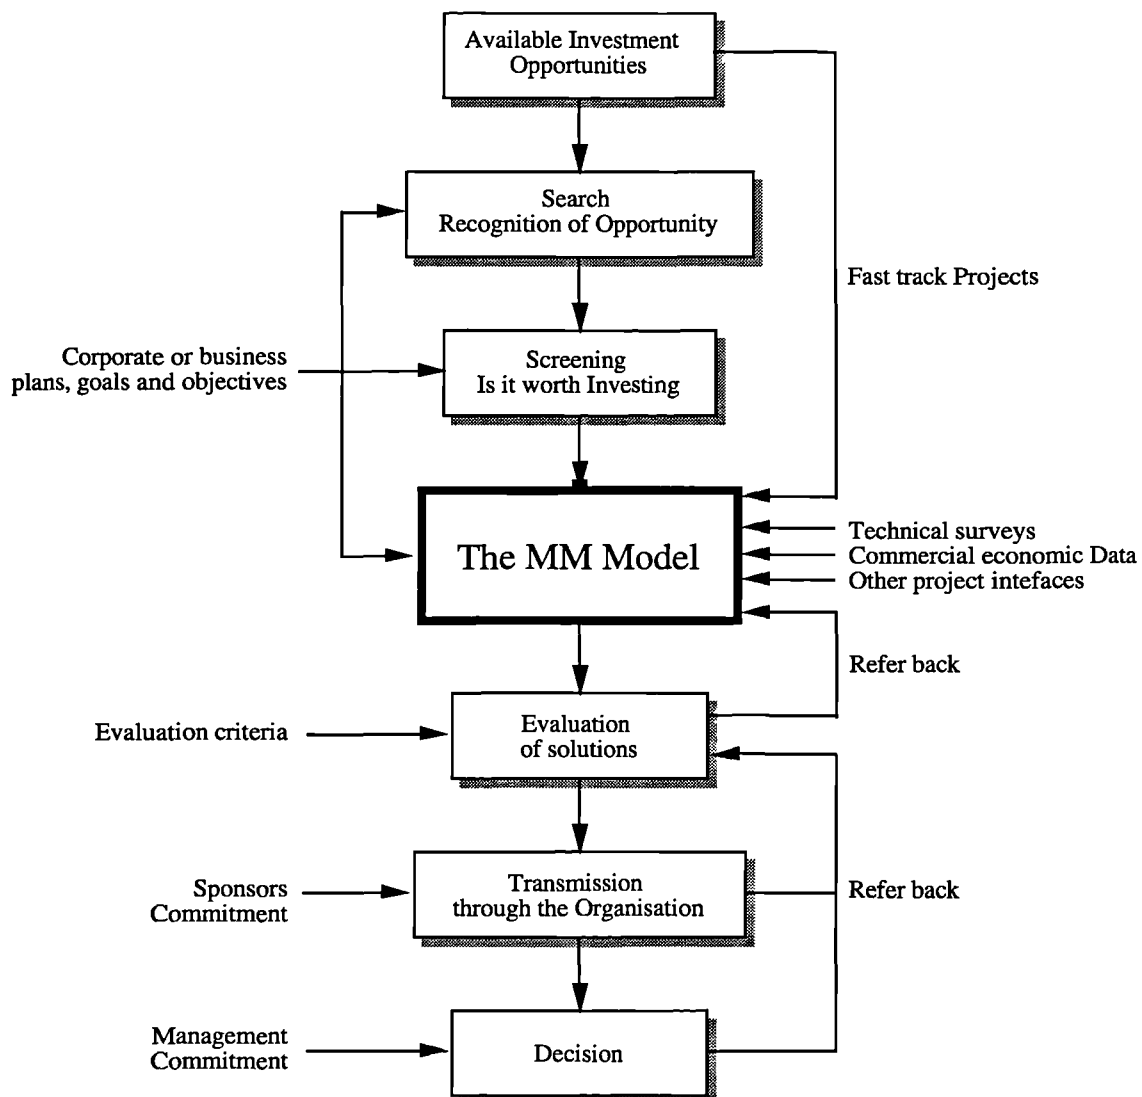 Available Investment
Opportunities
Search
Recognition of Opportunity
Fast track Projects
Corporate or business
plans, goals and objectives
Screening
Is it worth Investing
The MM Model
Technical surveys
Commercial economic Data
Other project intefaces
Refer back
Evaluation criteria
Evaluation
of solutions
Sponsors
Commitment
Transmission
through the Organisation
Refer back
Management
Commitment
Decision